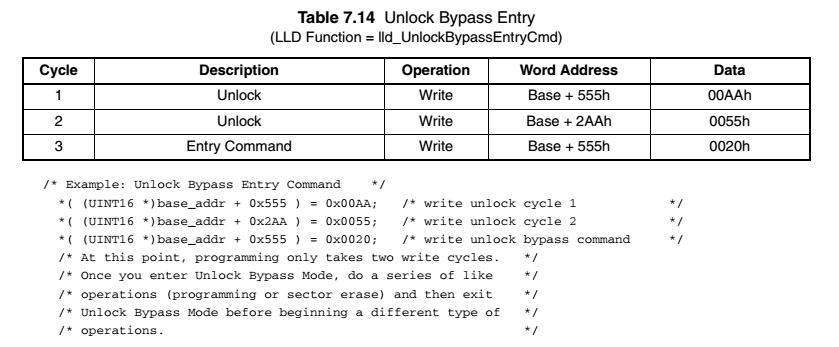 Table 7.14 Unlock Bypass Entry
(LLD Function = lld_UnlockBypassEntryCmd)
Cycle Description Operation Word Address Data
1 Unlock Write Base + 555h 00AAh
2 Unlock Write Base + 2AAh 0055h
3 Entry Command Write Base + 555h 0020h
/* Example: Unlock Bypass Entry Command */
*( (UINT16 *)base_addr + 0x555 ) = 0x00AA; /* write unlock cycle 1 */
*( (UINT16 *)base_addr + 0x2AA ) = 0x0055; /* write unlock cycle 2 */
*( (UINT16 *)base_addr + 0x555 ) = 0x0020; /* write unlock bypass command */
/* At this point, programming only takes two write cycles. */
/* Once you enter Unlock Bypass Mode, do a series of like */
/* operations (programming or sector erase) and then exit */
/* Unlock Bypass Mode before beginning a different type of */
/* operations. */